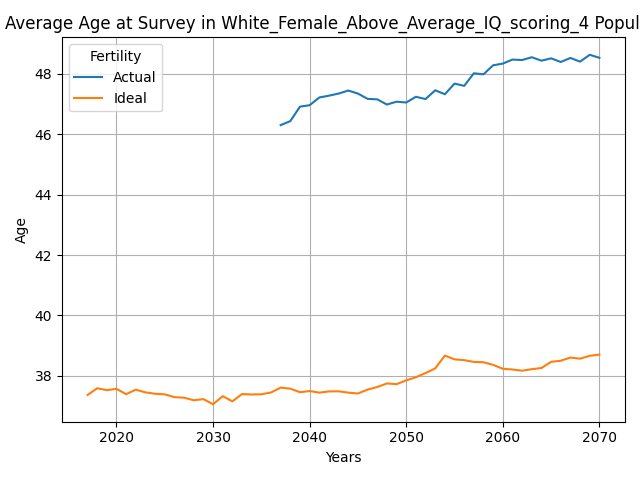 Average Age at Survey in White_Female_Above_Average_IQ_scoring_4 Popul
Fertility
Actual
Ideal
48
46
44
42
40
38
Age
2020 2030 2040 2050 2060 2070
Years